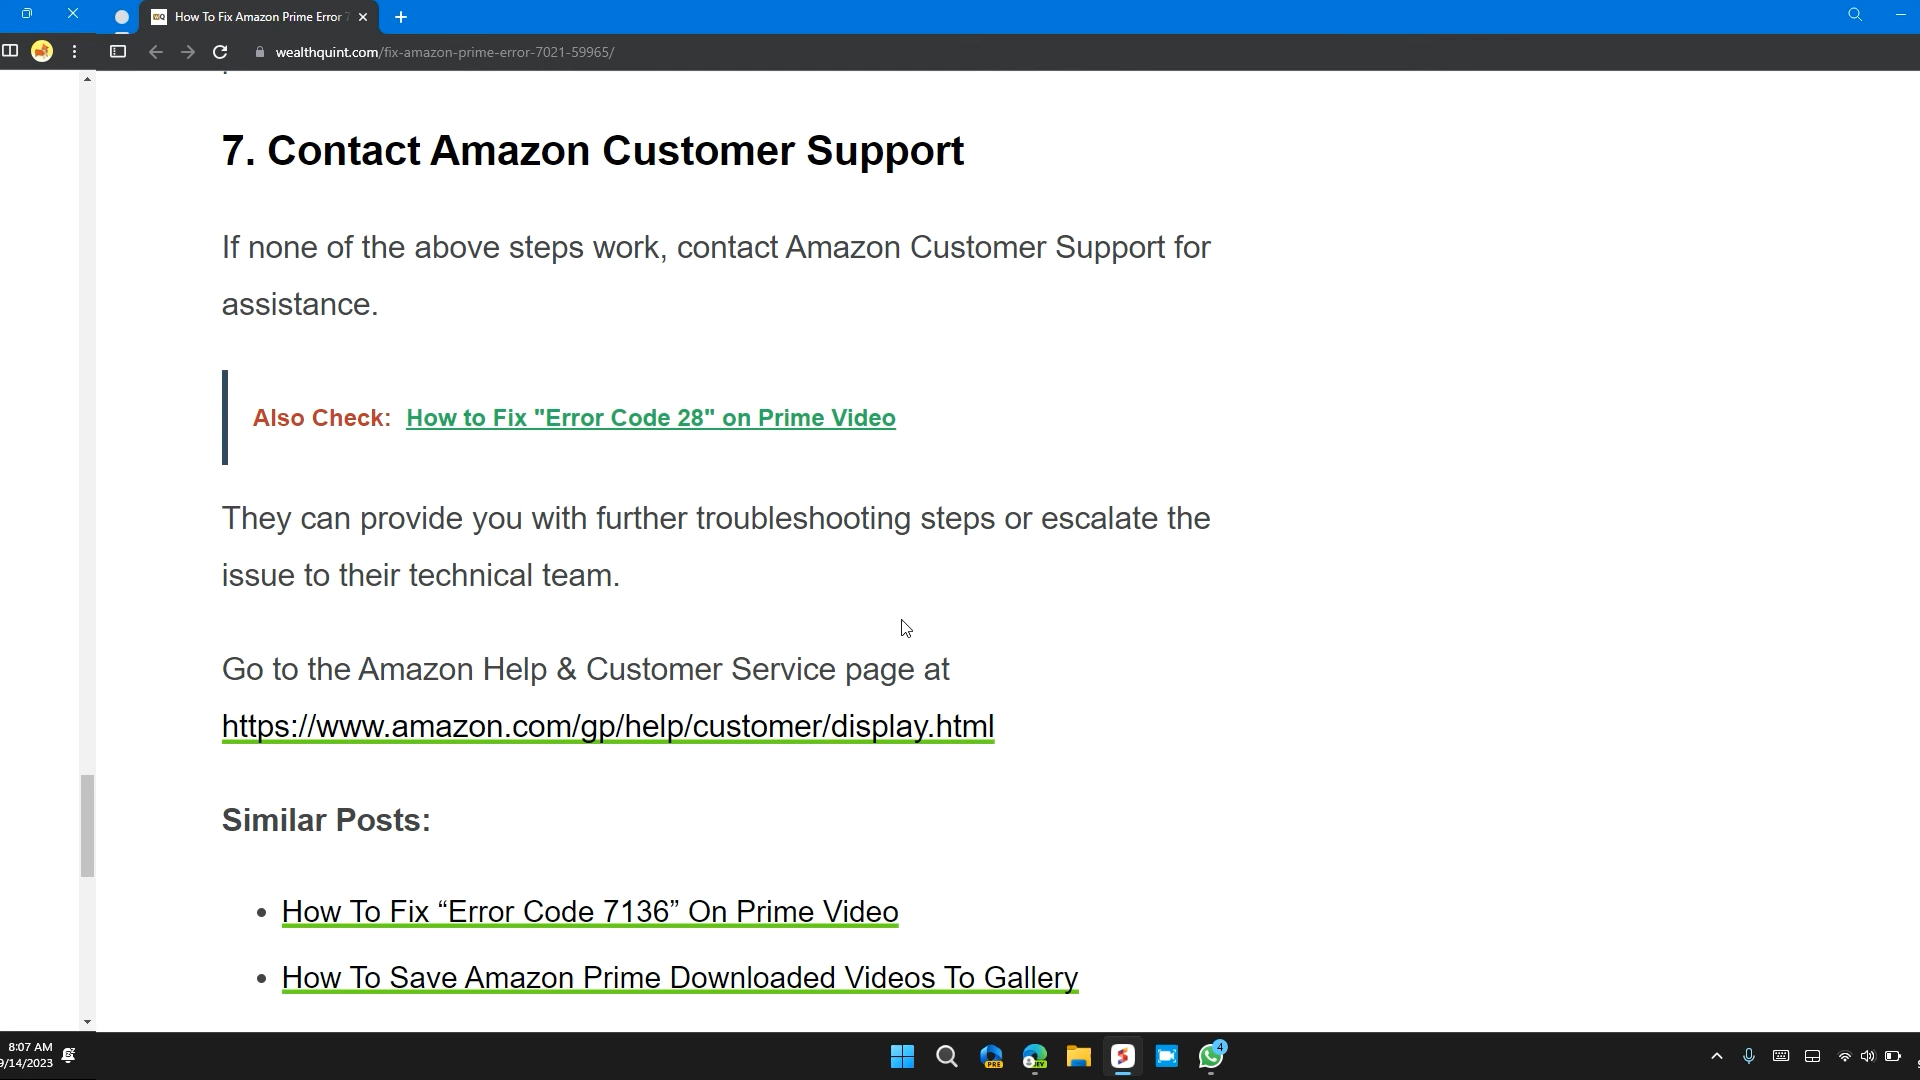 How To Fix Amazon Prime Error 7
wealthquint.com/fix-amazon-prime-error-7021-59965/
7. Contact Amazon Customer Support
If none of the above steps work, contact Amazon Customer Support for
assistance.
Also Check: How to Fix "Error Code 28" on Prime Video
They can provide you with further troubleshooting steps or escalate the
issue to their technical team.
Go to the Amazon Help & Customer Service page at
https://www.amazon.com/gp/help/customer/display.html
Similar Posts:
• How To Fix “Error Code 7136” On Prime Video
• How To Save Amazon Prime Downloaded Videos To Gallery
8:07 AM
9/14/2023
PRE
4